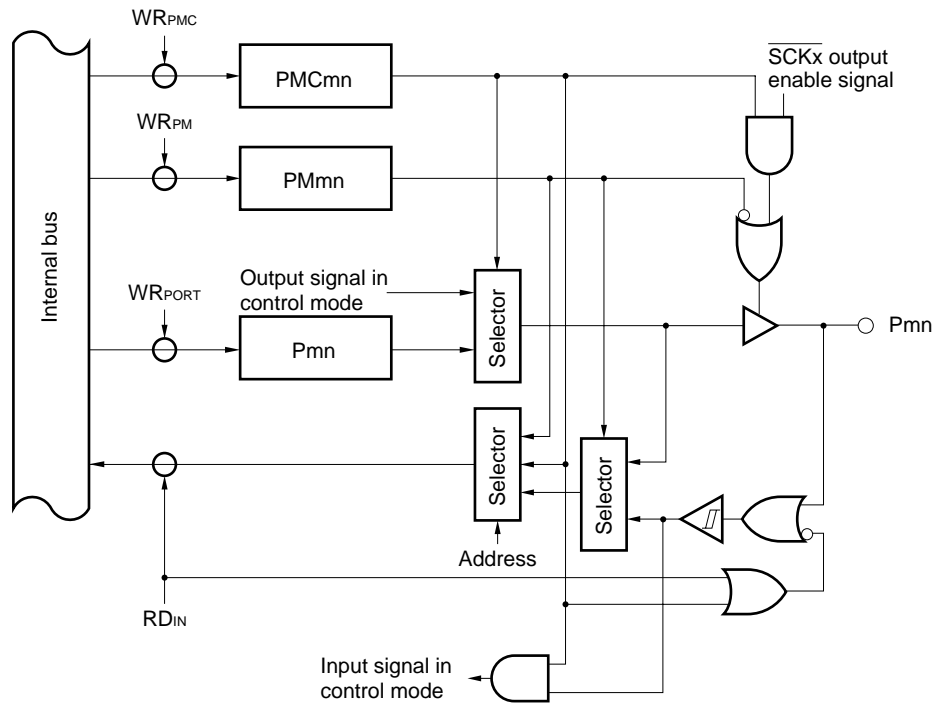 WRPMC
PMCmn
SCKx output
enable signal
WRPM
PMmn
Internal bus
Output signal in
control mode
WRPORT
Pmn
Selector
Pmn
Selector
Selector
Address
RDIN
Input signal in
control mode